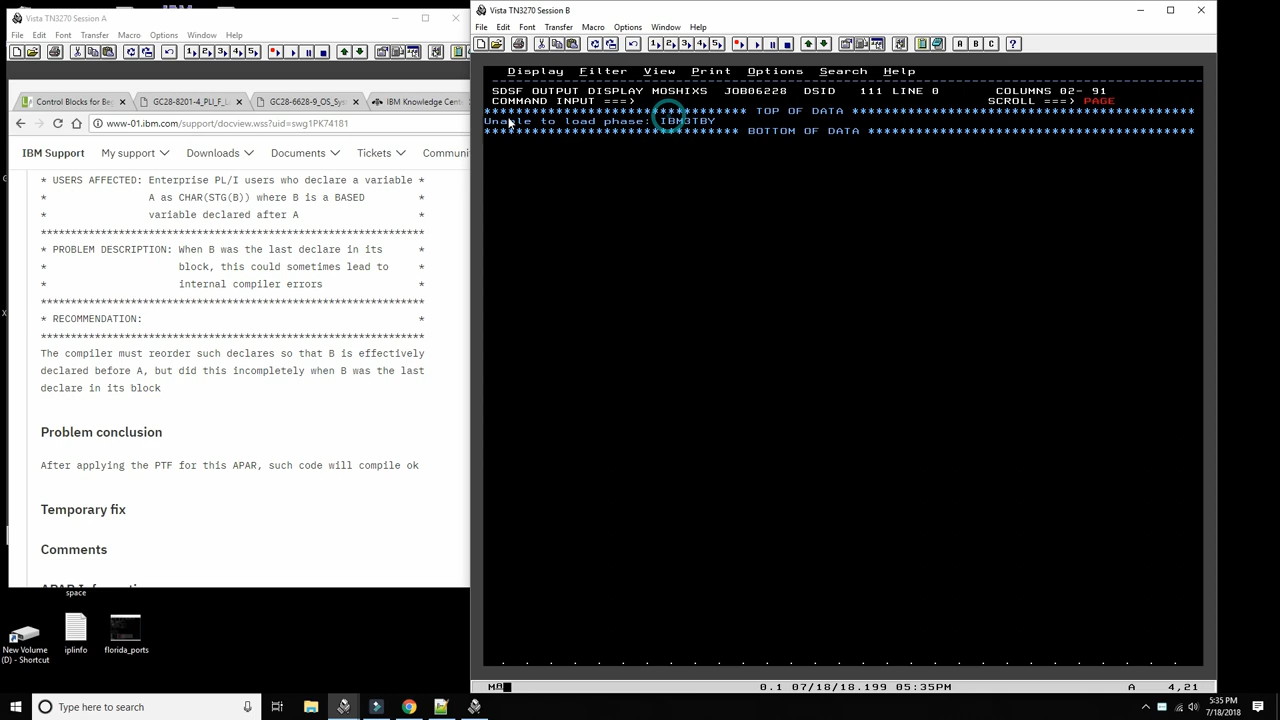 Vista TN3270 Session A
File Edit Font Transfer Macro Options Window Help
Control Blocks for Be
GC28-8201-4_PLI_F_L
GC28-6628-9_OS_Sys
IBM Knowledge Cente
www-01.ibm.com/support/docview.wss?uid=swg1PK74181
IBM Support My support Downloads Documents Tickets Communi
* USERS AFFECTED: Enterprise PL/I users who declare a variable *
* A as CHAR(STG(B)) where B is a BASED *
* variable declared after A *
****************************************************************
* PROBLEM DESCRIPTION: When B was the last declare in its *
* block, this could sometimes lead to *
* internal compiler errors *
****************************************************************
* RECOMMENDATION: *
****************************************************************
The compiler must reorder such declares so that B is effectively
declared before A, but did this incompletely when B was the last
declare in its block
Problem conclusion
After applying the PTF for this APAR, such code will compile ok
Temporary fix
Comments
space
New Volume
(D) - Shortcut
iplinfo
florida_ports
Vista TN3270 Session B
File Edit Font Transfer Macro Options Window Help
Display Filter View Print Options Search Help
SDSF OUTPUT DISPLAY MOSHIXS JOB06228 DSID 111 LINE 0 COLUMNS 02- 91
COMMAND INPUT ===> SCROLL ===> PAGE
********************************* TOP OF DATA **********************************
Unable to load phase: IBM3TBY
******************************** BOTTOM OF DATA ********************************
0.1 07/18/18.199 05:35PM A ,21
Type here to search
5:35 PM
7/18/2018